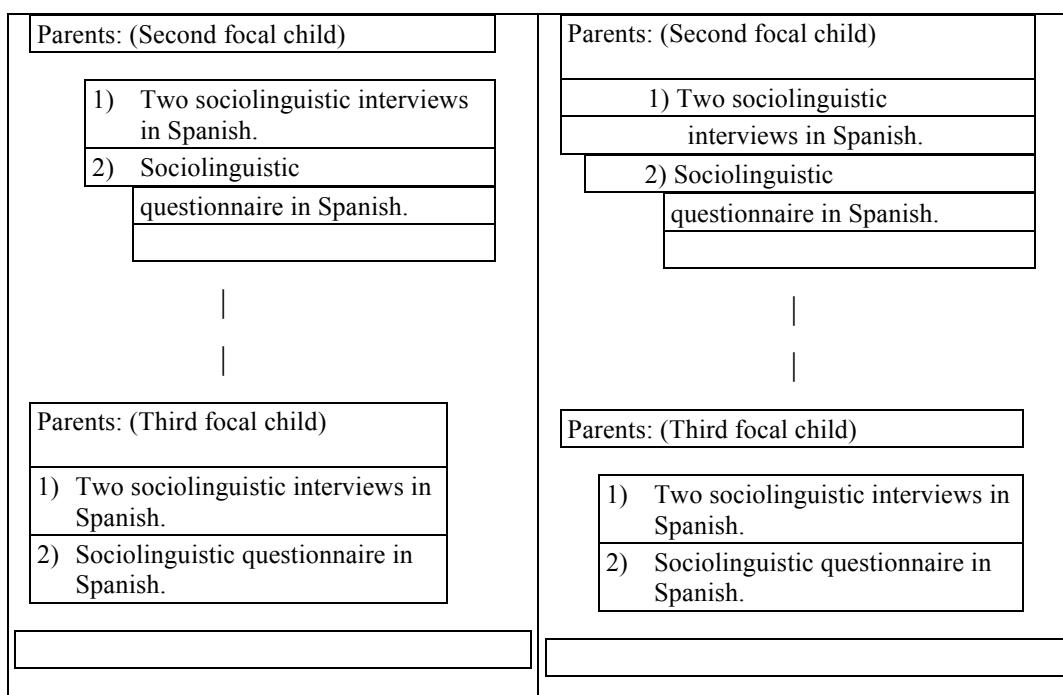 Parents: (Second focal child)
1) Two sociolinguistic interviews
in Spanish.
2) Sociolinguistic
questionnaire in Spanish.
|
|
Parents: (Third focal child)
1) Two sociolinguistic interviews in
Spanish.
2) Sociolinguistic questionnaire in
Spanish.
Parents: (Second focal child)
1) Two sociolinguistic
interviews in Spanish.
2) Sociolinguistic
questionnaire in Spanish.
|
|
Parents: (Third focal child)
1) Two sociolinguistic interviews in
Spanish.
2) Sociolinguistic questionnaire in
Spanish.